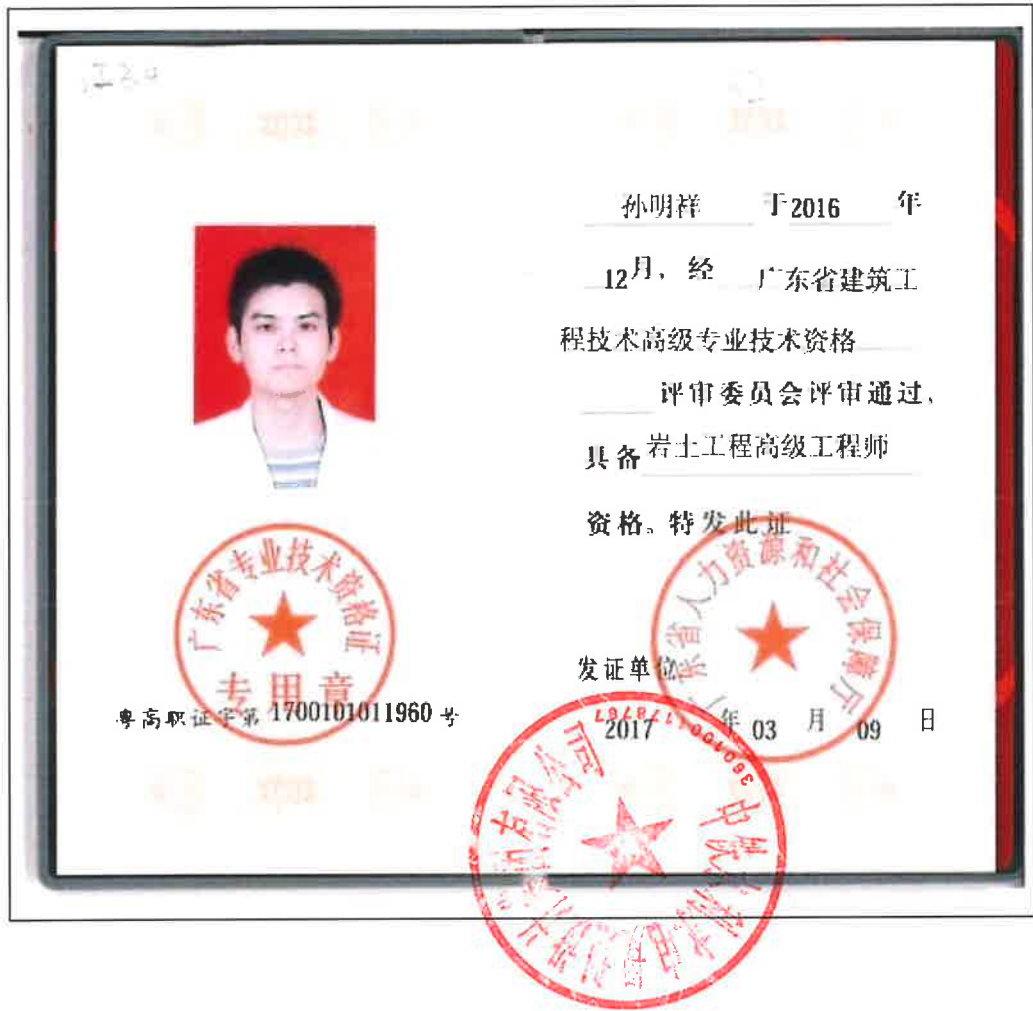 孙明祥 于2016 年
12月，经 广东省建筑工
程技术高级专业技术资格
评审委员会评审通过，
具备岩土工程高级工程师
资格。特发此证
发证单位
2017 年 03 月 09 日
广东省人力资源和社会保障厅
广东省专业技术资格证
专用章
粤高职证字第 1700101011960 号